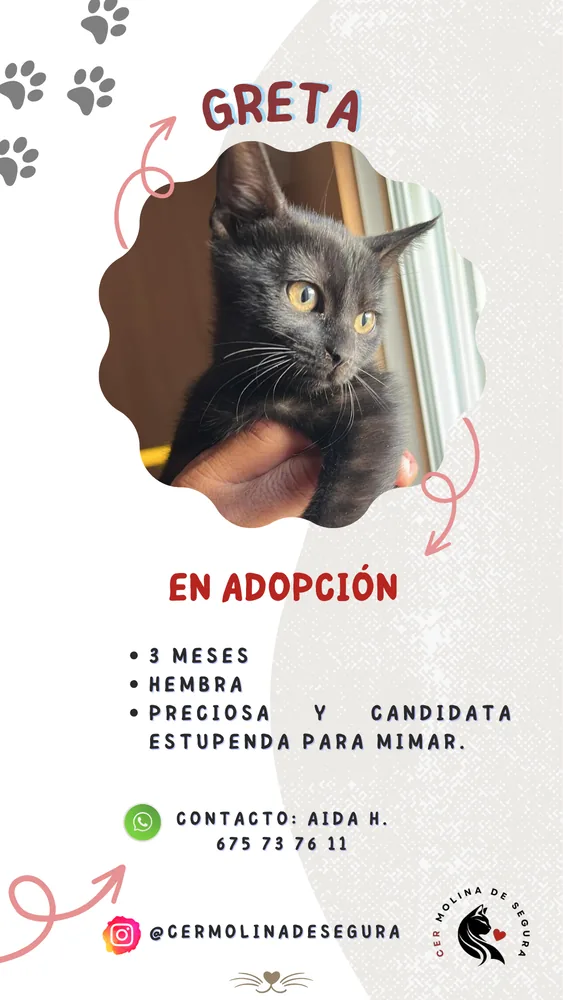 GRETA
EN ADOPCIÓN
• 3 MESES
• HEMBRA
• PRECIOSA Y CANDIDATA
ESTUPENDA PARA MIMAR.
CONTACTO: AIDA H.
675 73 76 11
@CERMOLINADESEGURA
CER MOLINA DE SEGURA